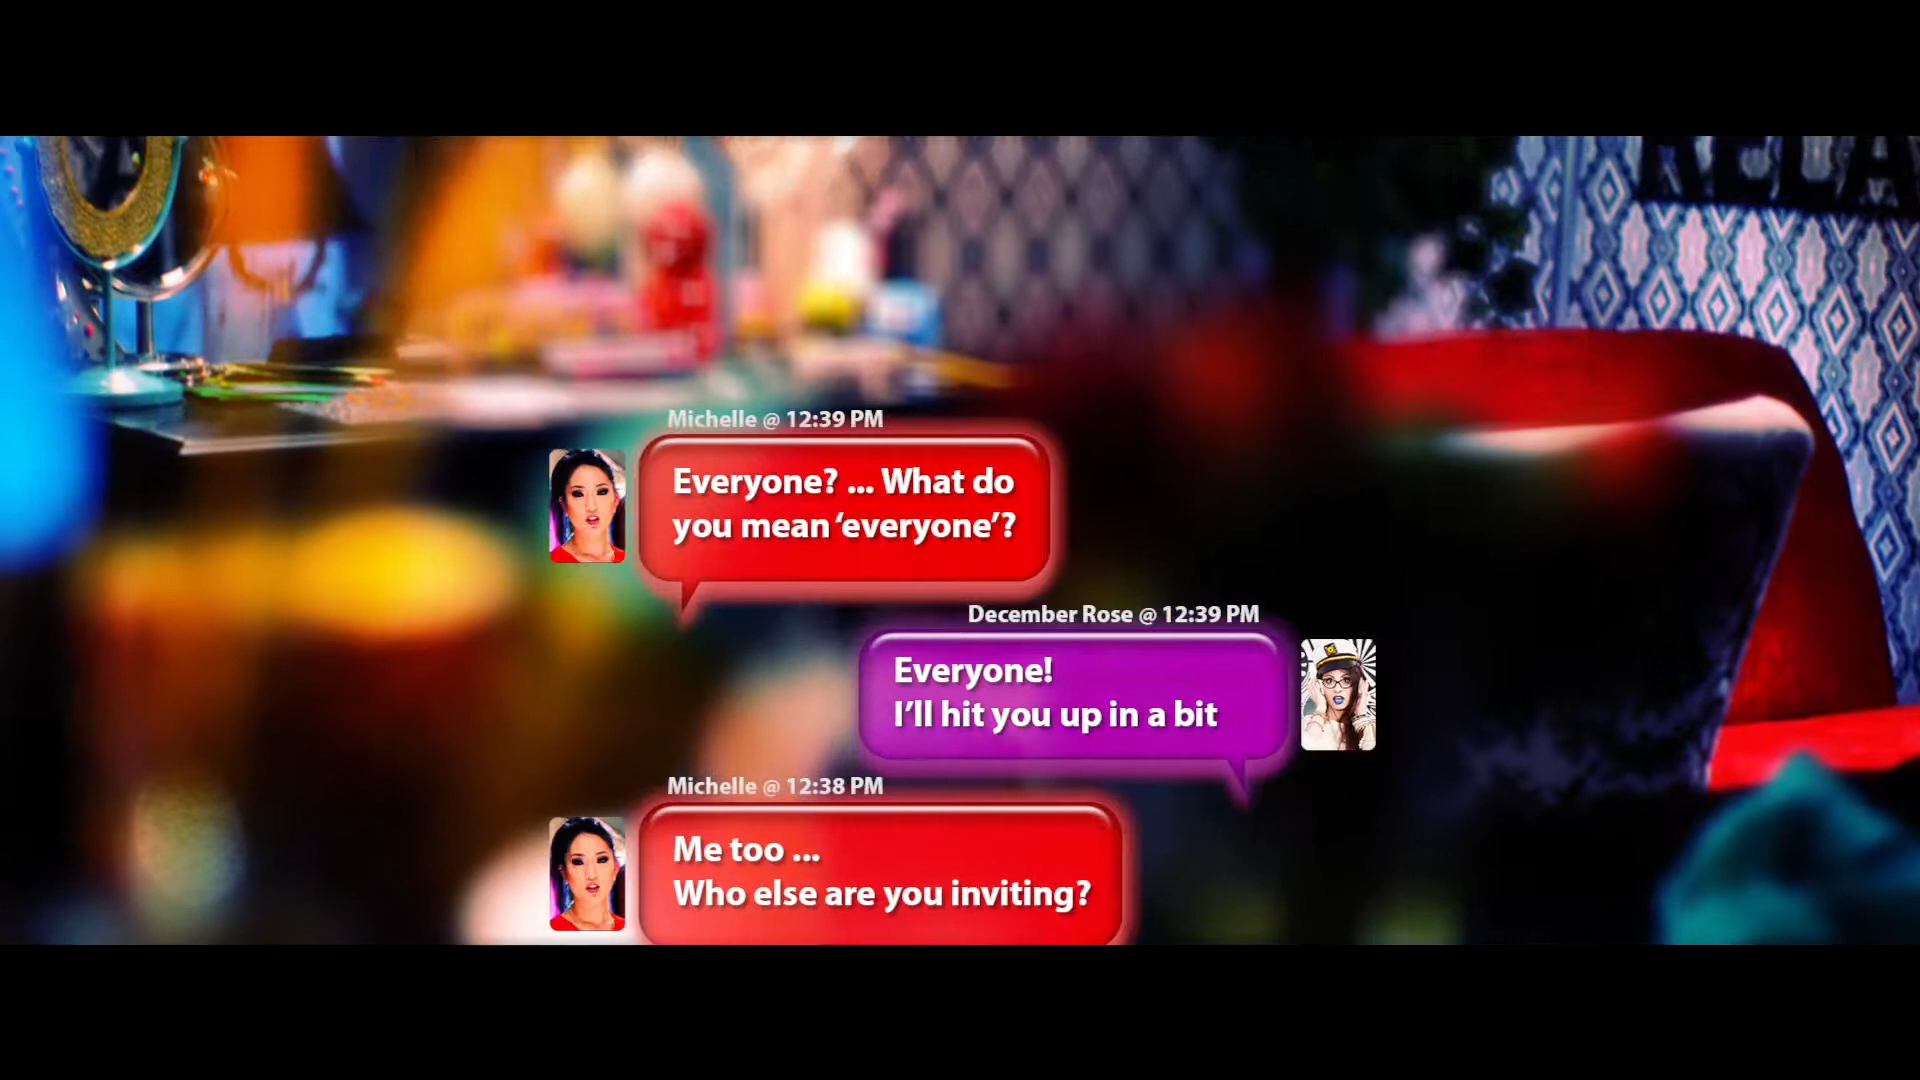 Michelle @ 12:39 PM
Everyone? ... What do
you mean ‘everyone’?
December Rose @ 12:39 PM
Everyone!
I’ll hit you up in a bit
Michelle @ 12:38 PM
Me too ...
Who else are you inviting?